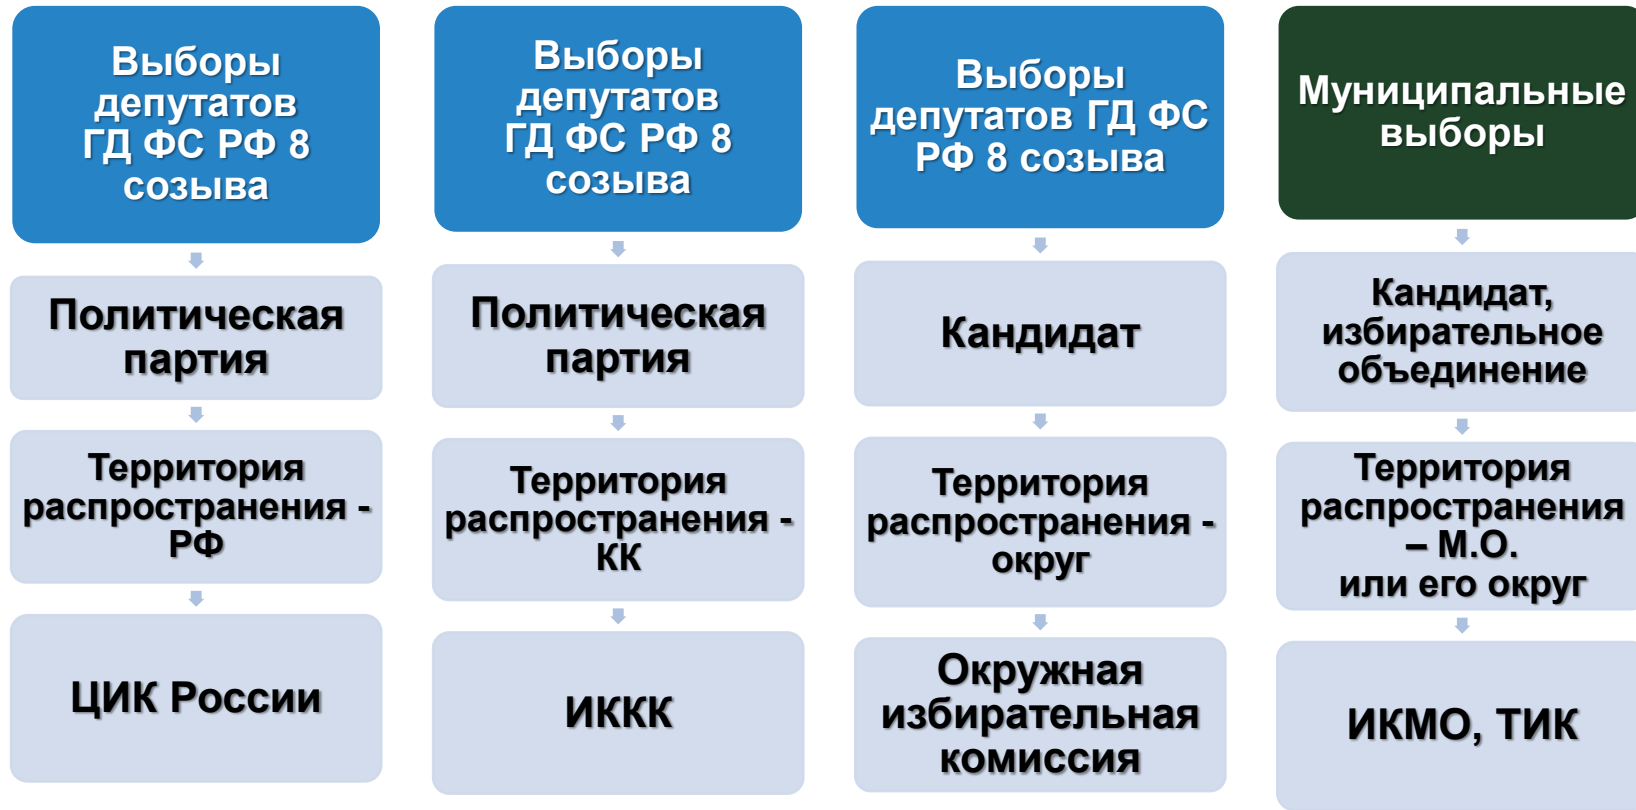 Выборы
депутатов
ГД ФС РФ 8
созыва
Политическая
партия
Территория
распространения -
РФ
ЦИК России
Выборы
депутатов
ГД ФС РФ 8
созыва
Политическая
партия
Территория
распространения -
КК
ИККК
Выборы
депутатов ГД ФС
РФ 8 созыва
Кандидат
Территория
распространения -
округ
Окружная
избирательная
комиссия
Муниципальные
выборы
Кандидат,
избирательное
объединение
Территория
распространения
– М.О.
или его округ
ИКМО, ТИК